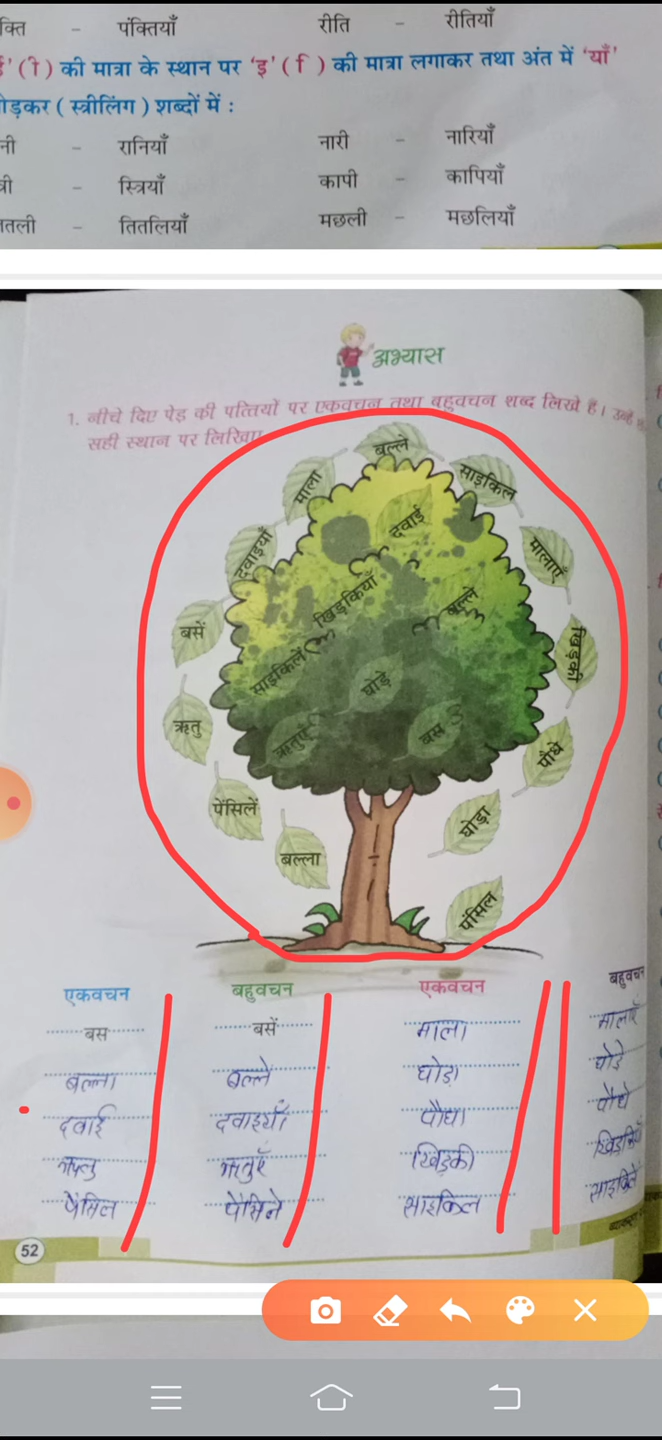 क्ति - पंक्तियाँ रीति - रीतियाँ
ई' (ी) की मात्रा के स्थान पर 'इ' (ि) की मात्रा लगाकर तथा अंत में 'याँ'
ोड़कर (स्त्रीलिंग) शब्दों में :
नी - रानियाँ नारी - नारियाँ
त्री - स्त्रियाँ कापी - कापियाँ
तितली - तितलियाँ मछली - मछलियाँ
अभ्यास
1. नीचे दिए पेड़ की पत्तियों पर एकवचन तथा बहुवचन शब्द लिखे हैं। उन्हें
सही स्थान पर लिखिए
बल्ले
माला
साइकिल
दवाई
दवाइयाँ
मालाएँ
खिड़कियाँ
बल्ले
बसें
खिड़की
साइकिलें
घोड़े
ऋतु
ऋतुएँ
बस
पौधे
पेंसिलें
घोड़ा
बल्ला
पेंसिल
एकवचन बहुवचन एकवचन बहुवचन
बस बसें माला मालाएँ
बल्ला बल्ले घोड़ा घोड़े
दवाई दवाइयाँ पौधा पौधे
ऋतु ऋतुएँ खिड़की खिड़कियाँ
पेंसिल पेंसिने साइकिल साइकिलें
52